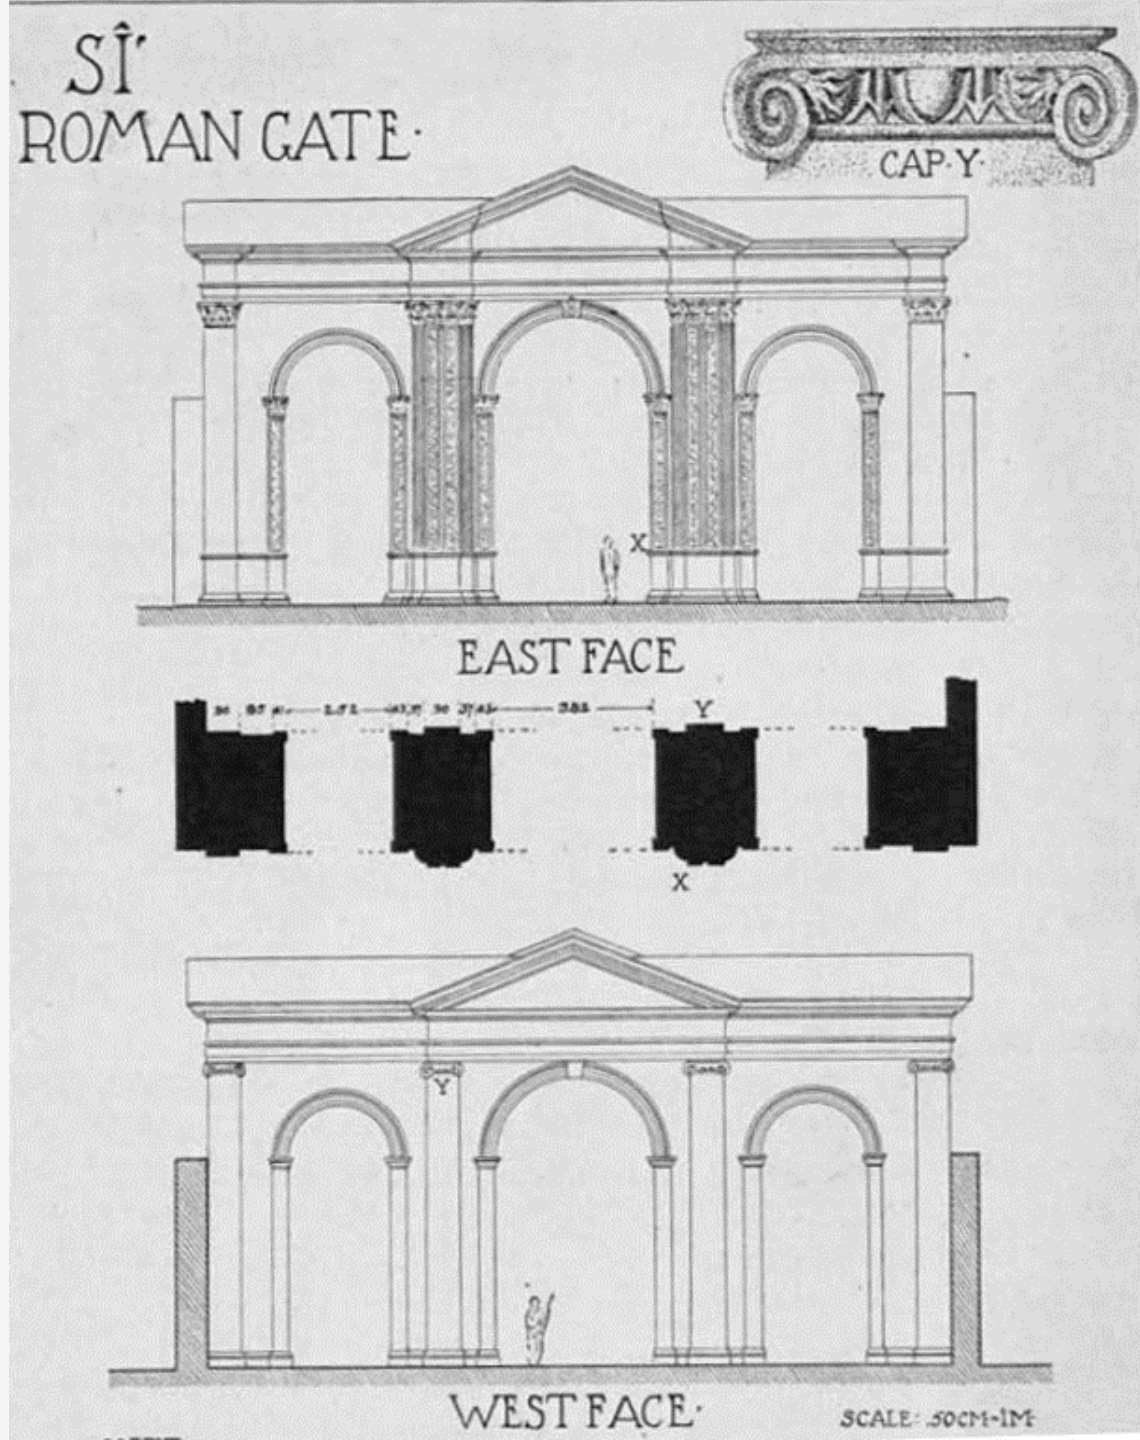 SÎ'
ROMAN GATE·
CAP·Y·
X
EAST FACE
Y
X
Y
WEST FACE·
SCALE: .50CM=1M·